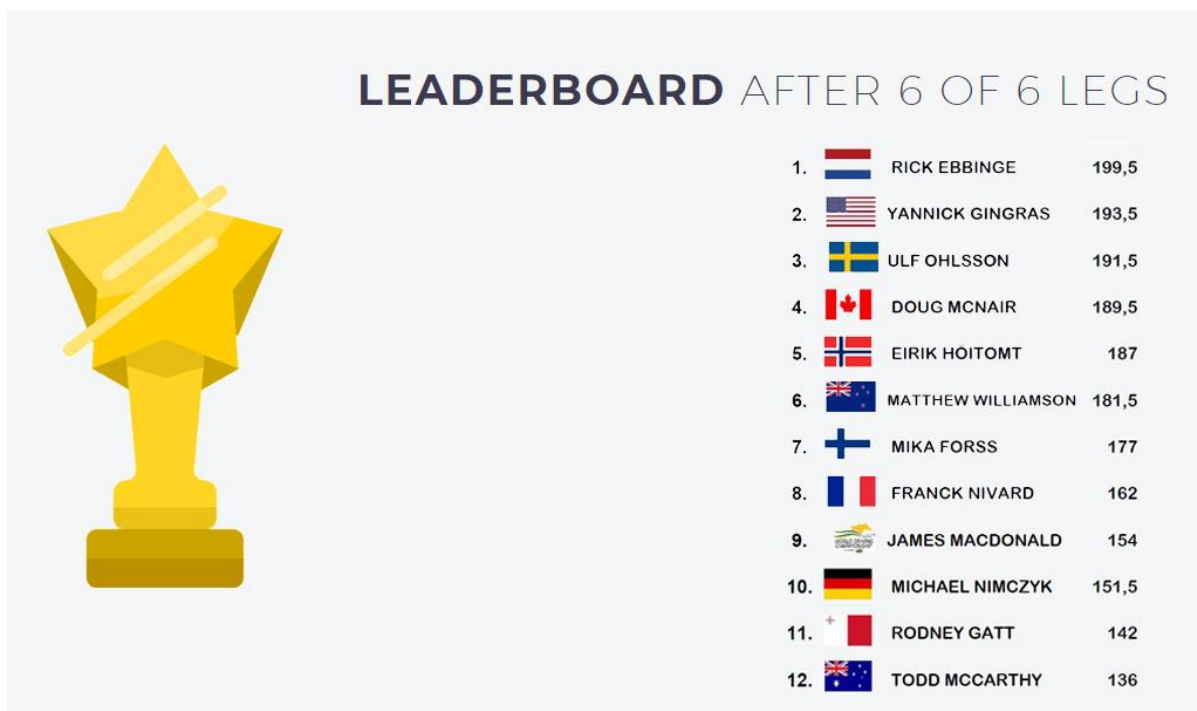 LEADERBOARD AFTER 6 OF 6 LEGS
1. RICK EBBINGE 199,5
2. YANNICK GINGRAS 193,5
3. ULF OHLSSON 191,5
4. DOUG MCNAIR 189,5
5. EIRIK HÖITOMT 187
6. MATTHEW WILLIAMSON 181,5
7. MIKA FORSS 177
8. FRANCK NIVARD 162
9. JAMES MACDONALD 154
10. MICHAEL NIMCZYK 151,5
11. RODNEY GATT 142
12. TODD MCCARTHY 136